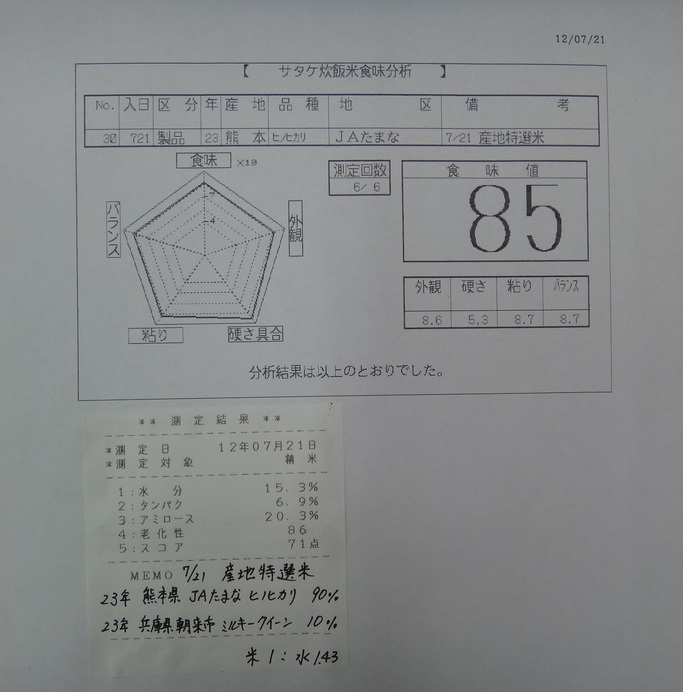 12/07/21
【 サタケ炊飯米食味分析 】
No. 入日 区分 年 産地 品種 地区 備考
30 721 製品 23 熊本 ヒノヒカリ JAたまな 7/21 産地特選米
食味 ×10
7
4
外観
硬さ具合
粘り
バランス
測定回数
6/ 6
食味値
85
外観 硬さ 粘り バランス
8.6 5.3 8.7 8.7
分析結果は以上のとおりでした。
** 測定結果 **
*測定日 12年07月21日
*測定対象 精米
1:水分 15.3%
2:タンパク 6.9%
3:アミロース 20.3%
4:老化性 86
5:スコア 71点
MEMO 7/21 産地特選米
23年 熊本県 JAたまな ヒノヒカリ 90%
23年 兵庫県朝来市 ミルキークイーン 10%
米1:水1.43